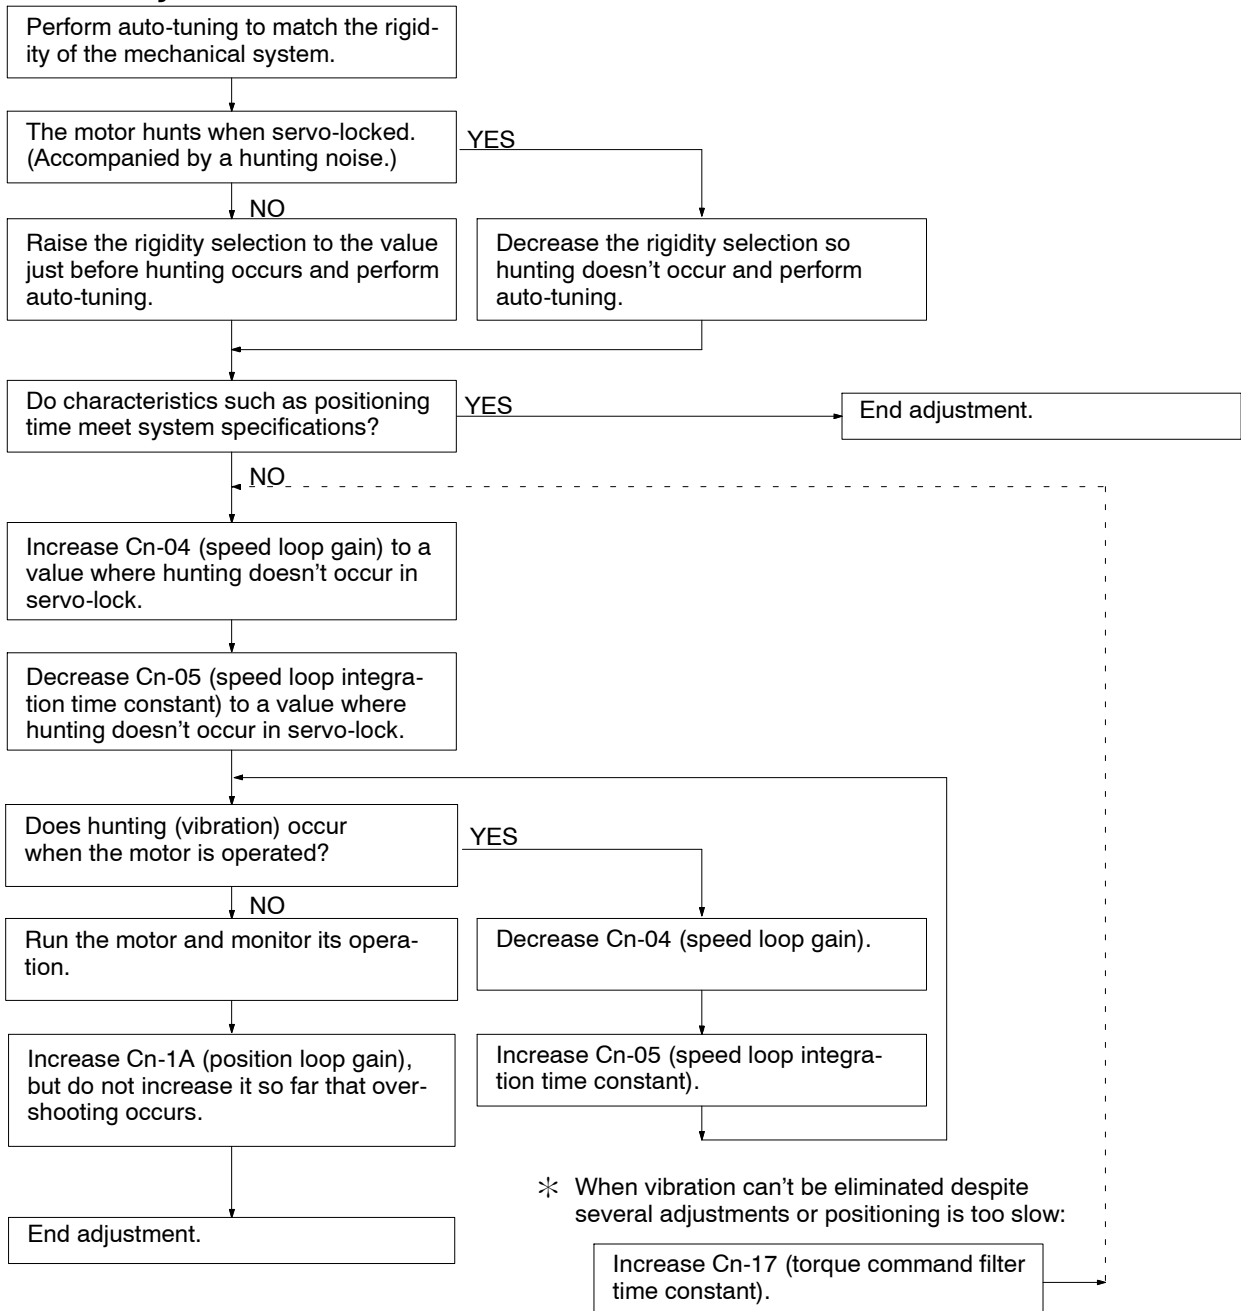 Perform auto-tuning to match the rigid-
ity of the mechanical system.
The motor hunts when servo-locked.
(Accompanied by a hunting noise.)
YES
NO
Raise the rigidity selection to the value
just before hunting occurs and perform
auto-tuning.
Decrease the rigidity selection so
hunting doesn't occur and perform
auto-tuning.
Do characteristics such as positioning
time meet system specifications?
YES
End adjustment.
NO
Increase Cn-04 (speed loop gain) to a
value where hunting doesn't occur in
servo-lock.
Decrease Cn-05 (speed loop integra-
tion time constant) to a value where
hunting doesn't occur in servo-lock.
Does hunting (vibration) occur
when the motor is operated?
YES
NO
Run the motor and monitor its opera-
tion.
Decrease Cn-04 (speed loop gain).
Increase Cn-1A (position loop gain),
but do not increase it so far that over-
shooting occurs.
Increase Cn-05 (speed loop integra-
tion time constant).
End adjustment.
＊ When vibration can't be eliminated despite
several adjustments or positioning is too slow:
Increase Cn-17 (torque command filter
time constant).